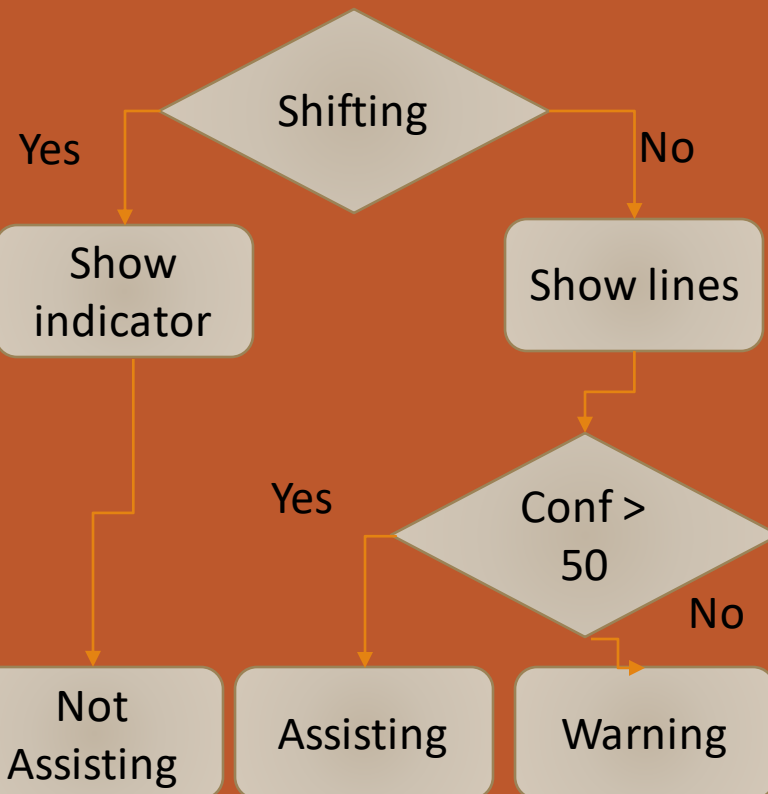 Shifting
Yes
No
Show
indicator
Show lines
Yes
Conf >
50
No
Not
Assisting
Assisting
Warning